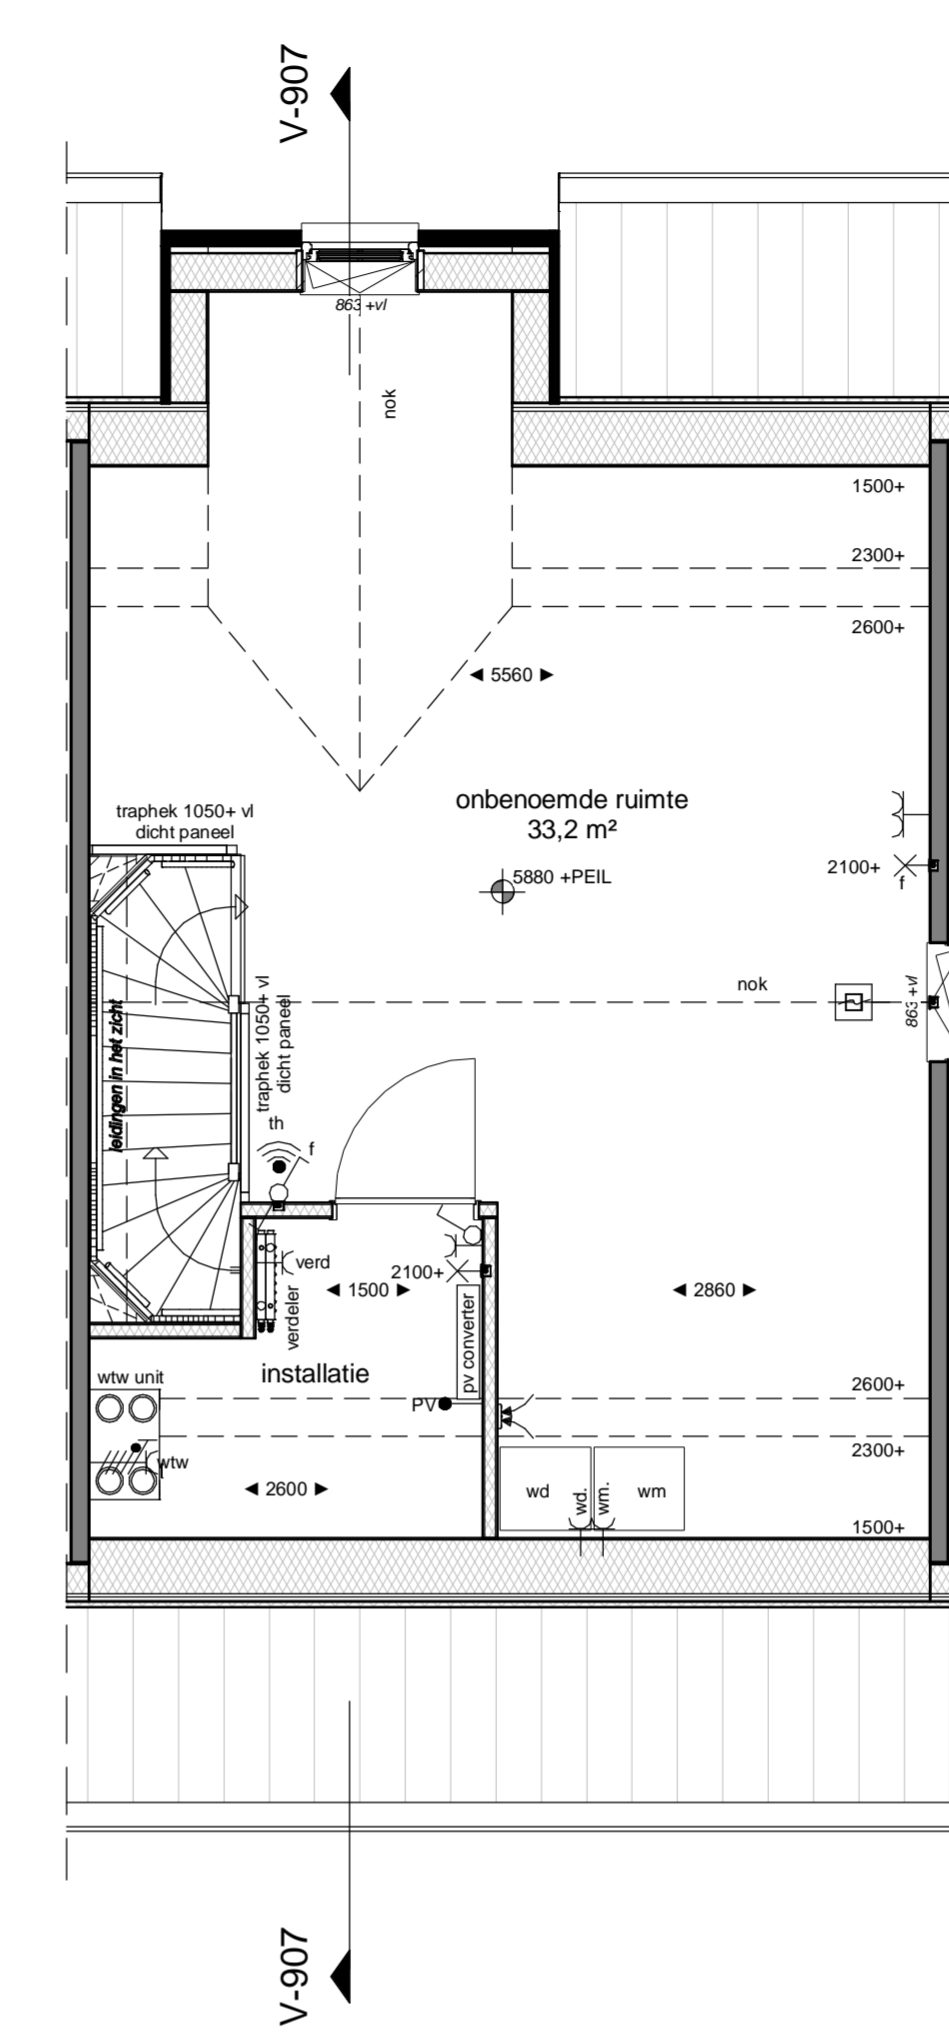 V-907
863 +vl
nok
1500+
2300+
2600+
◄ 5560 ►
onbenoemde ruimte
33,2 m²
traphek 1050+ vl
dicht paneel
2100+
f
5880 +PEIL
nok
863 +vl
traphek 1050+ vl
dicht paneel
leidingen in het zicht
th
f
verd
2100+
◄ 1500 ►
◄ 2860 ►
verdeler
pv converter
installatie
wtw unit
2600+
PV
2300+
wtw
◄ 2600 ►
wd
wd.
wm.
wm
1500+
V-907